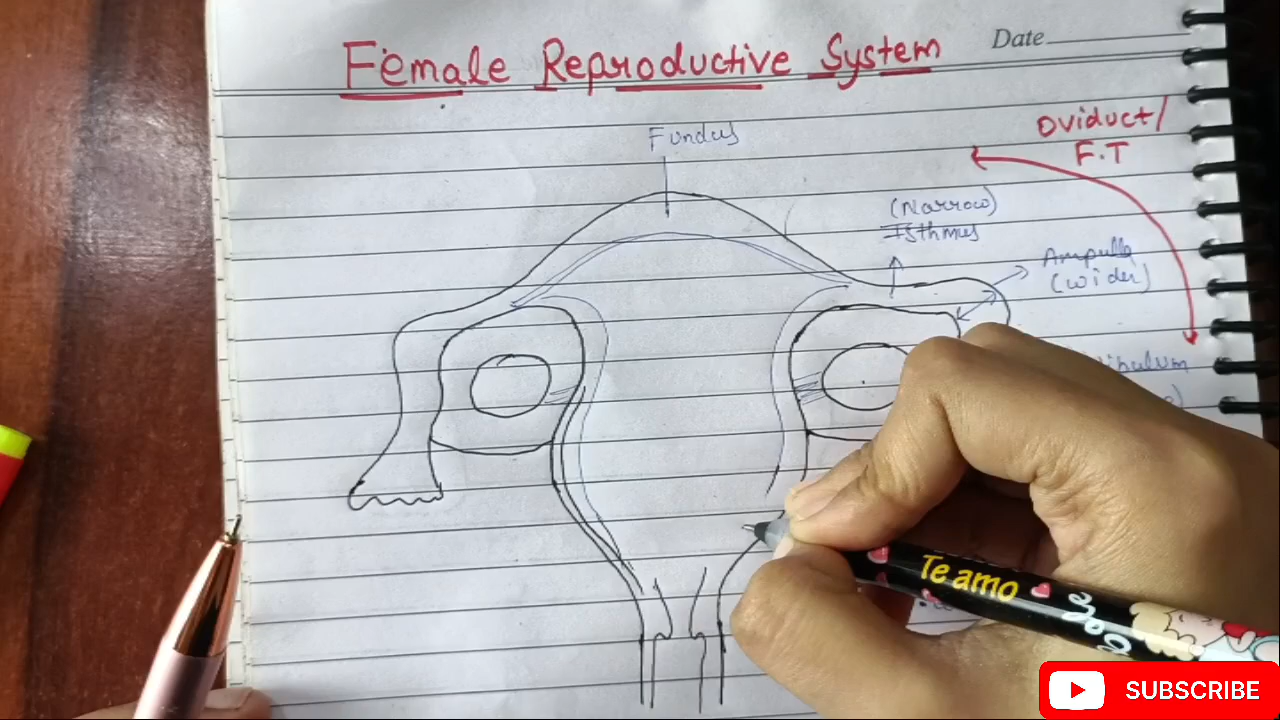 Female Reproductive System
Date
Fundus
Oviduct/
F.T
(Narrow)
Isthmus
Ampulla
(wider)
Te amo
SUBSCRIBE